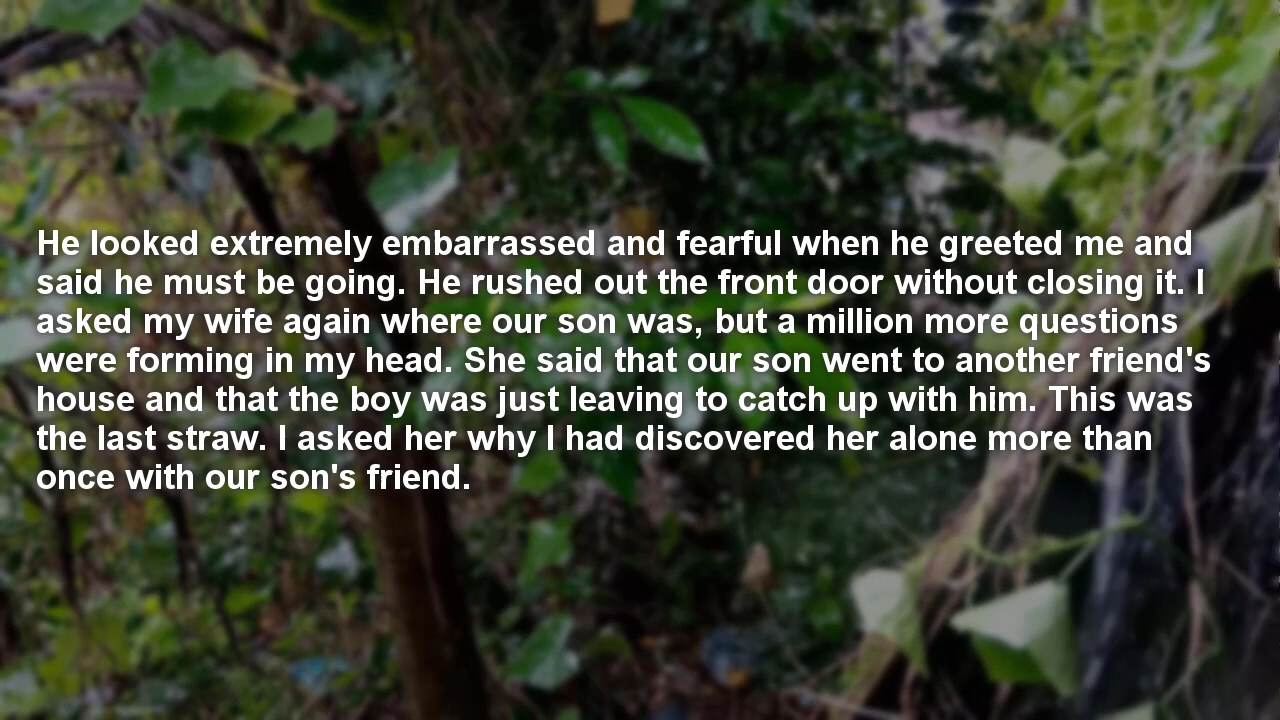 He looked extremely embarrassed and fearful when he greeted me and
said he must be going. He rushed out the front door without closing it. I
asked my wife again where our son was, but a million more questions
were forming in my head. She said that our son went to another friend's
house and that the boy was just leaving to catch up with him. This was
the last straw. I asked her why I had discovered her alone more than
once with our son's friend.